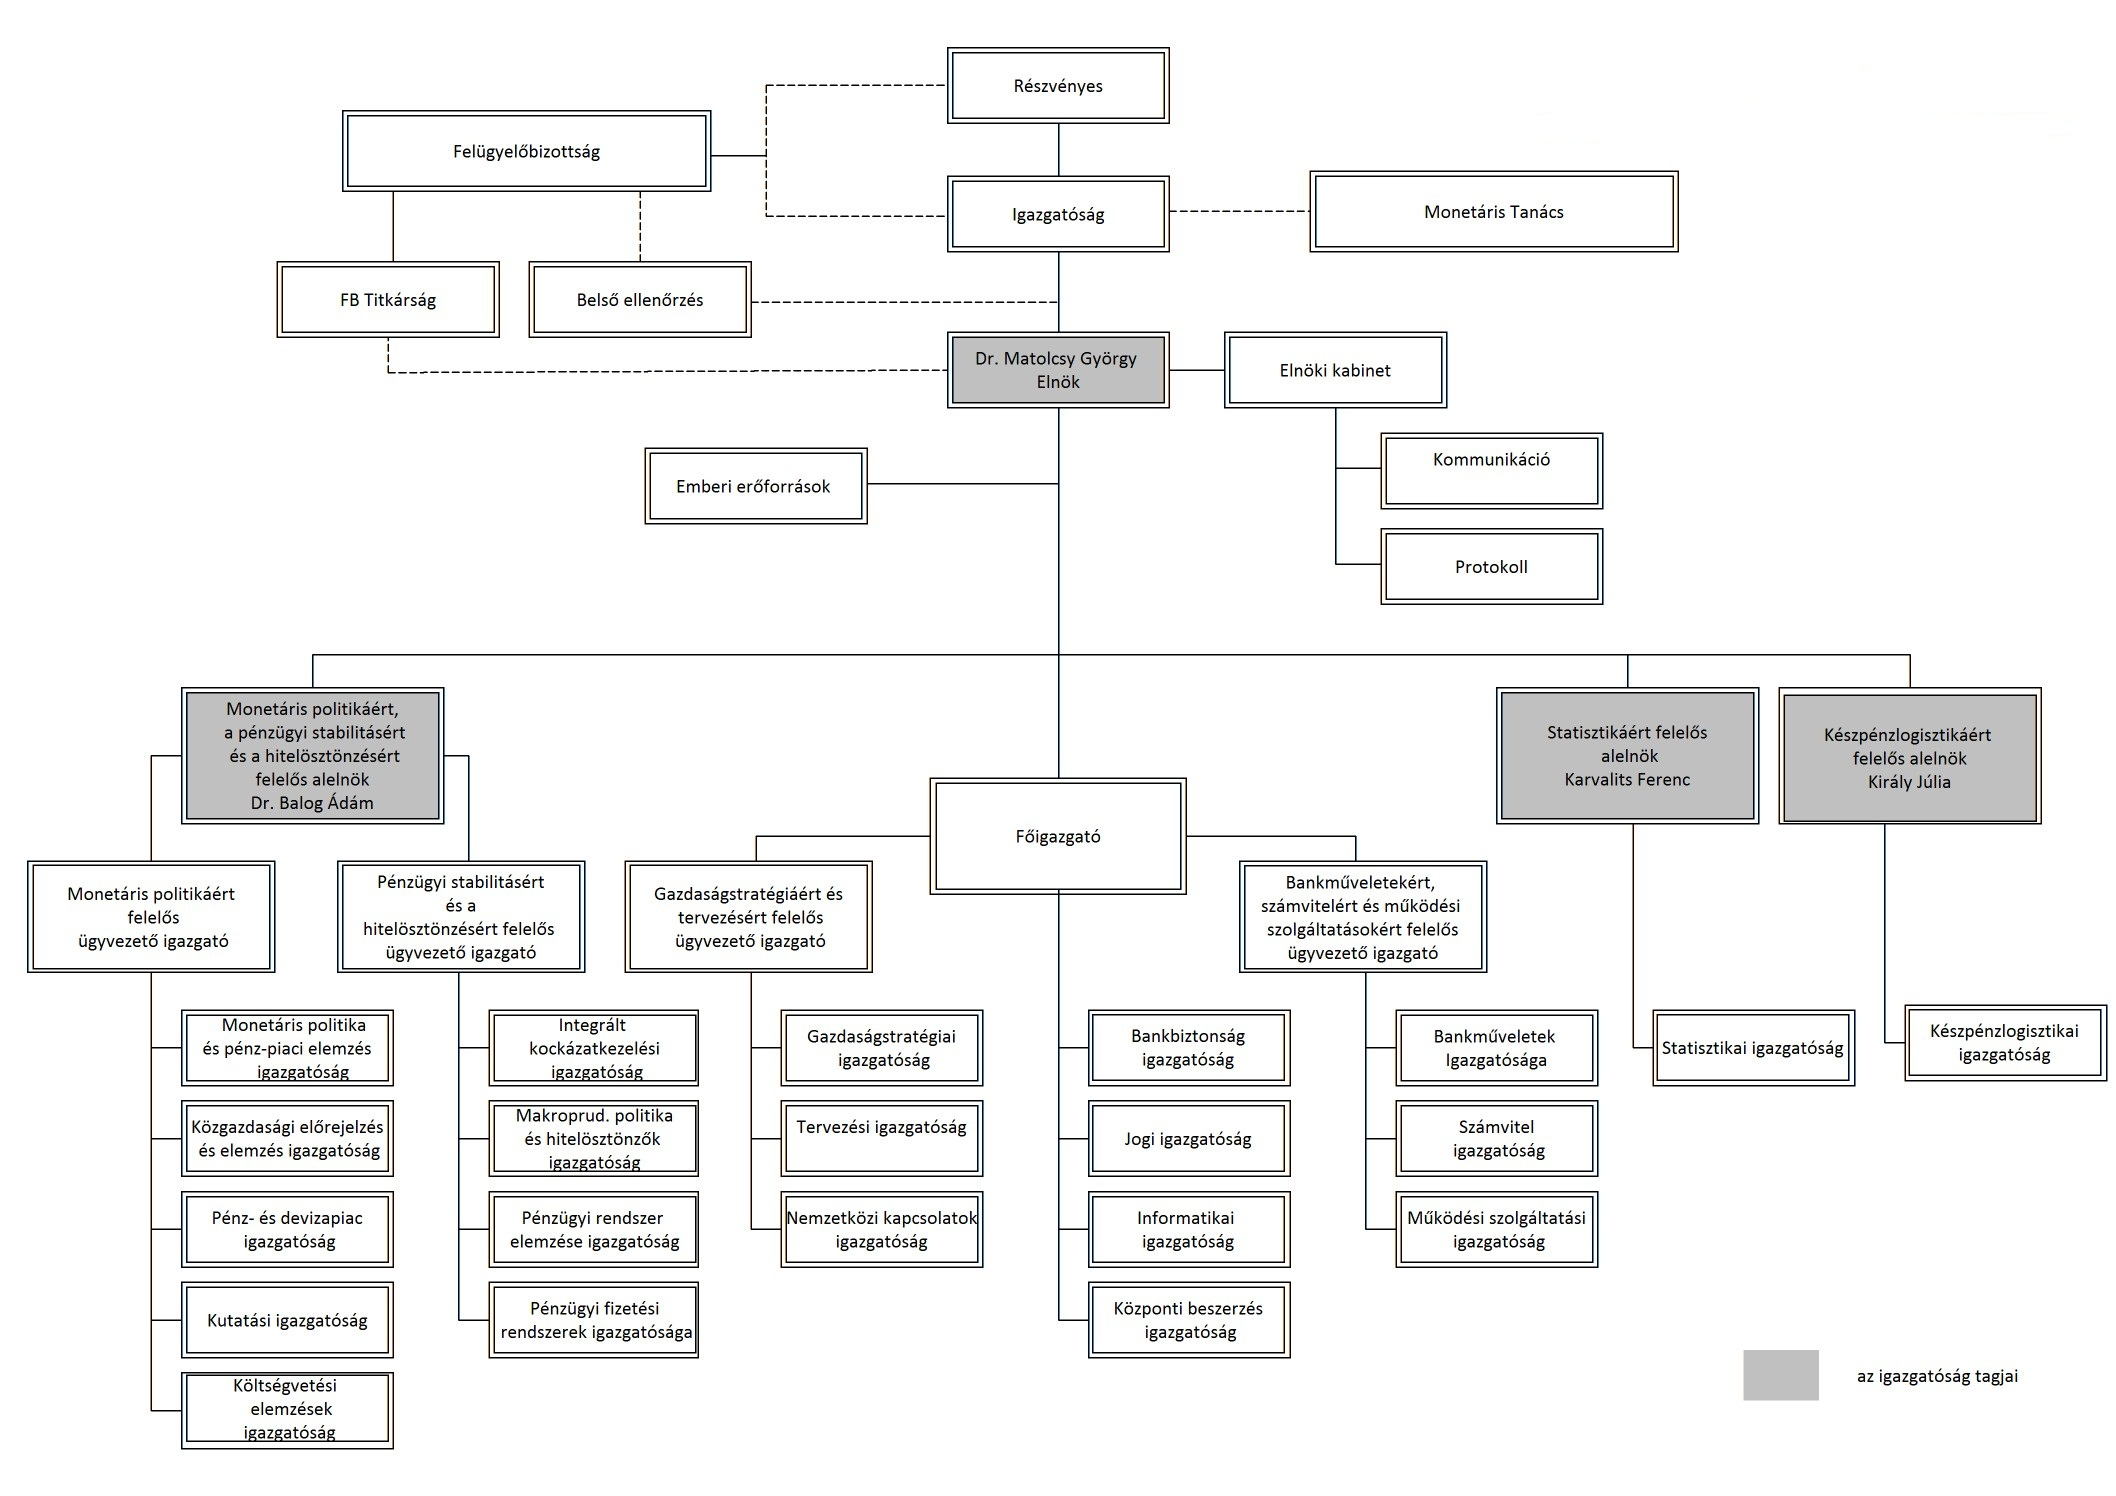 Részvényes
Felügyelőbizottság
Igazgatóság
Monetáris Tanács
FB Titkárság
Belső ellenőrzés
Dr. Matolcsy György
Elnök
Elnöki kabinet
Kommunikáció
Emberi erőforrások
Protokoll
Monetáris politikáért,
a pénzügyi stabilitásért
és a hitelösztönzésért
felelős alelnök
Dr. Balog Ádám
Statisztikáért felelős
alelnök
Karvalits Ferenc
Készpénzlogisztikáért
felelős alelnök
Király Júlia
Főigazgató
Monetáris politikáért
felelős
ügyvezető igazgató
Pénzügyi stabilitásért
és a
hitelösztönzésért felelős
ügyvezető igazgató
Gazdaságstratégiáért és
tervezésért felelős
ügyvezető igazgató
Bankműveletekért,
számvitelért és működési
szolgáltatásokért felelős
ügyvezető igazgató
Monetáris politika
és pénz-piaci elemzés
igazgatóság
Közgazdasági előrejelzés
és elemzés igazgatóság
Pénz- és devizapiac
igazgatóság
Kutatási igazgatóság
Költségvetési
elemzések
igazgatóság
Integrált
kockázatkezelési
igazgatóság
Makroprud. politika
és hitelösztönzők
igazgatóság
Pénzügyi rendszer
elemzése igazgatóság
Pénzügyi fizetési
rendszerek igazgatósága
Gazdaságstratégiai
igazgatóság
Tervezési igazgatóság
Nemzetközi kapcsolatok
igazgatóság
Bankbiztonság
igazgatóság
Jogi igazgatóság
Informatikai
igazgatóság
Központi beszerzés
igazgatóság
Bankműveletek
Igazgatósága
Számvitel
igazgatóság
Működési szolgáltatási
igazgatóság
Statisztikai igazgatóság
Készpénzlogisztikai
igazgatóság
az igazgatóság tagjai